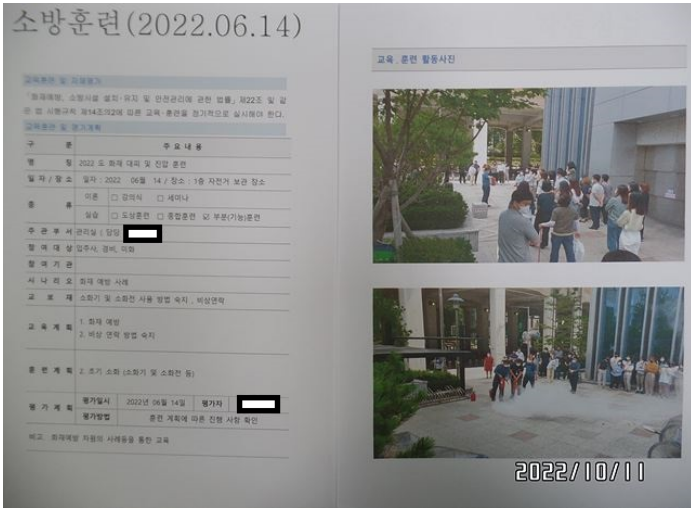 소방훈련(2022.06.14)
교육훈련 및 자체평가
「화재예방, 소방시설 설치·유지 및 안전관리에 관한 법률」 제22조 및 같
은 법 시행규칙 제14조의2에 따른 교육·훈련을 정기적으로 실시해야 한다.
교육훈련 및 평가계획
구 분 주 요 내 용
명 칭 2022 도 화재 대피 및 진압 훈련
일 자 / 장 소 일자 : 2022 06월 14 / 장소 : 1층 자전거 보관 장소
종 류 이론 □ 강의식 □ 세미나
실습 □ 도상훈련 □ 종합훈련 ☑ 부분(기능)훈련
주 관 부 서 관리실 ( 담당
참 여 대 상 입주사, 경비, 미화
참 여 기 관
시 나 리 오 화재 예방 사례
교 보 재 소화기 및 소화전 사용 방법 숙지 , 비상연락
교 육 계 획 1. 화재 예방
2. 비상 연락 방법 숙지
훈 련 계 획 2. 초기 소화 (소화기 및 소화전 등)
평 가 계 획 평가일시 2022년 06월 14일 평가자
평가방법 훈련 계획에 따른 진행 사항 확인
비고 : 화재예방 차원의 사례등을 통한 교육
교육 . 훈련 활동사진
2022/10/11